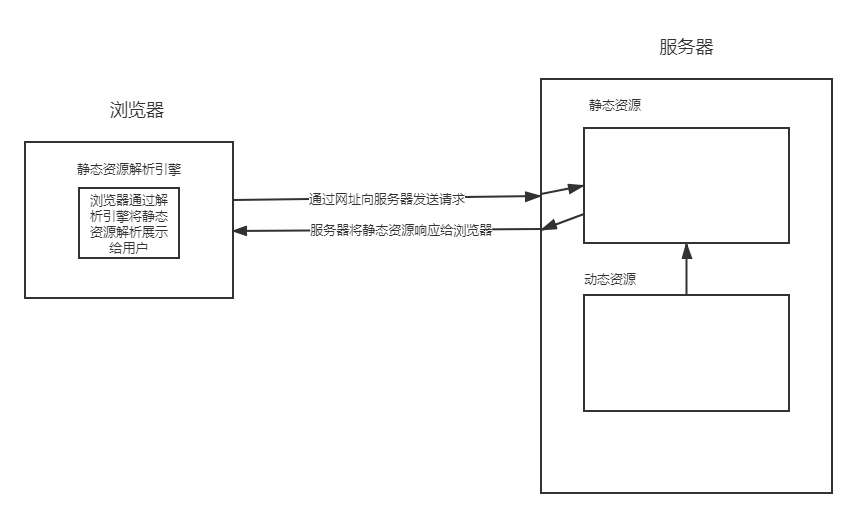 服务器
浏览器
静态资源
静态资源解析引擎
浏览器通过解
析引擎将静态
资源解析展示
给用户
通过网址向服务器发送请求
服务器将静态资源响应给浏览器
动态资源